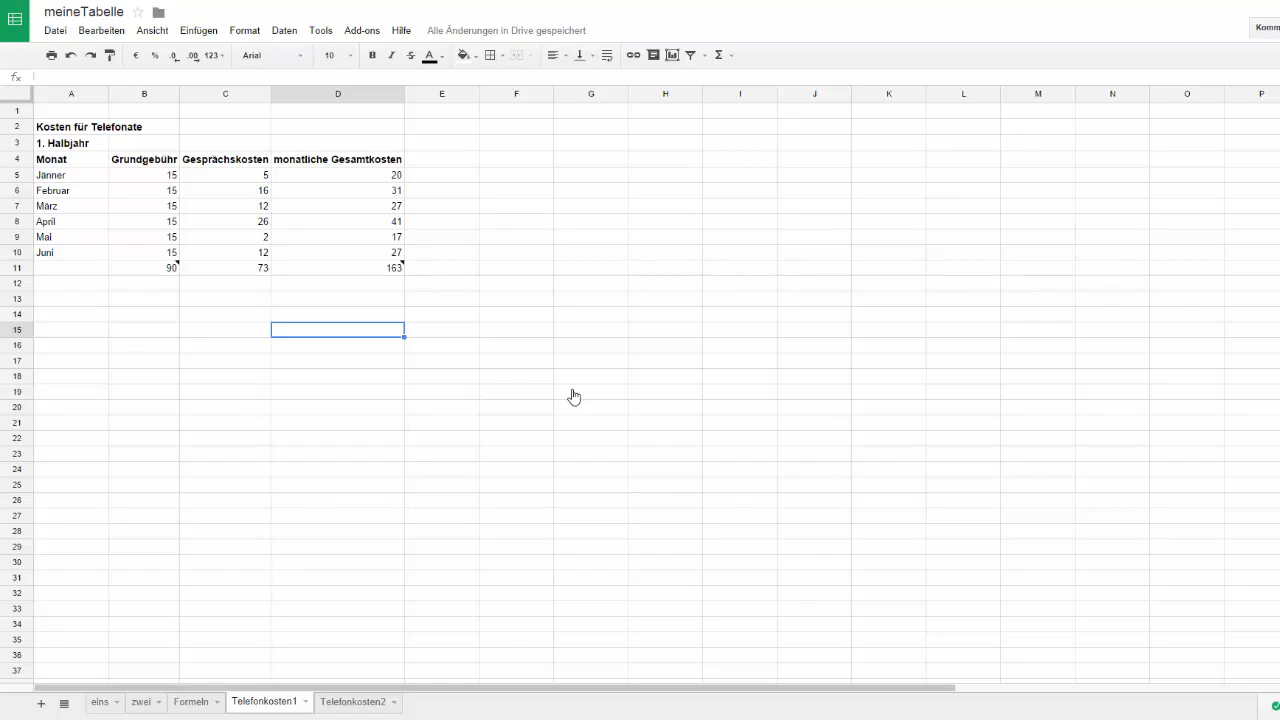 meineTabelle
Datei Bearbeiten Ansicht Einfügen Format Daten Tools Add-ons Hilfe Alle Änderungen in Drive gespeichert
€ % .0 .00 123 Arial 10 B I S A Σ
fx
A B C D E F G H I J K L M N O P
1
2 Kosten für Telefonate
3 1. Halbjahr
4 Monat Grundgebühr Gesprächskosten monatliche Gesamtkosten
5 Jänner 15 5 20
6 Februar 15 16 31
7 März 15 12 27
8 April 15 26 41
9 Mai 15 2 17
10 Juni 15 12 27
11 90 73 163
12
13
14
15
16
17
18
19
20
21
22
23
24
25
26
27
28
29
30
31
32
33
34
35
36
37
+ eins zwei Formeln Telefonkosten1 Telefonkosten2